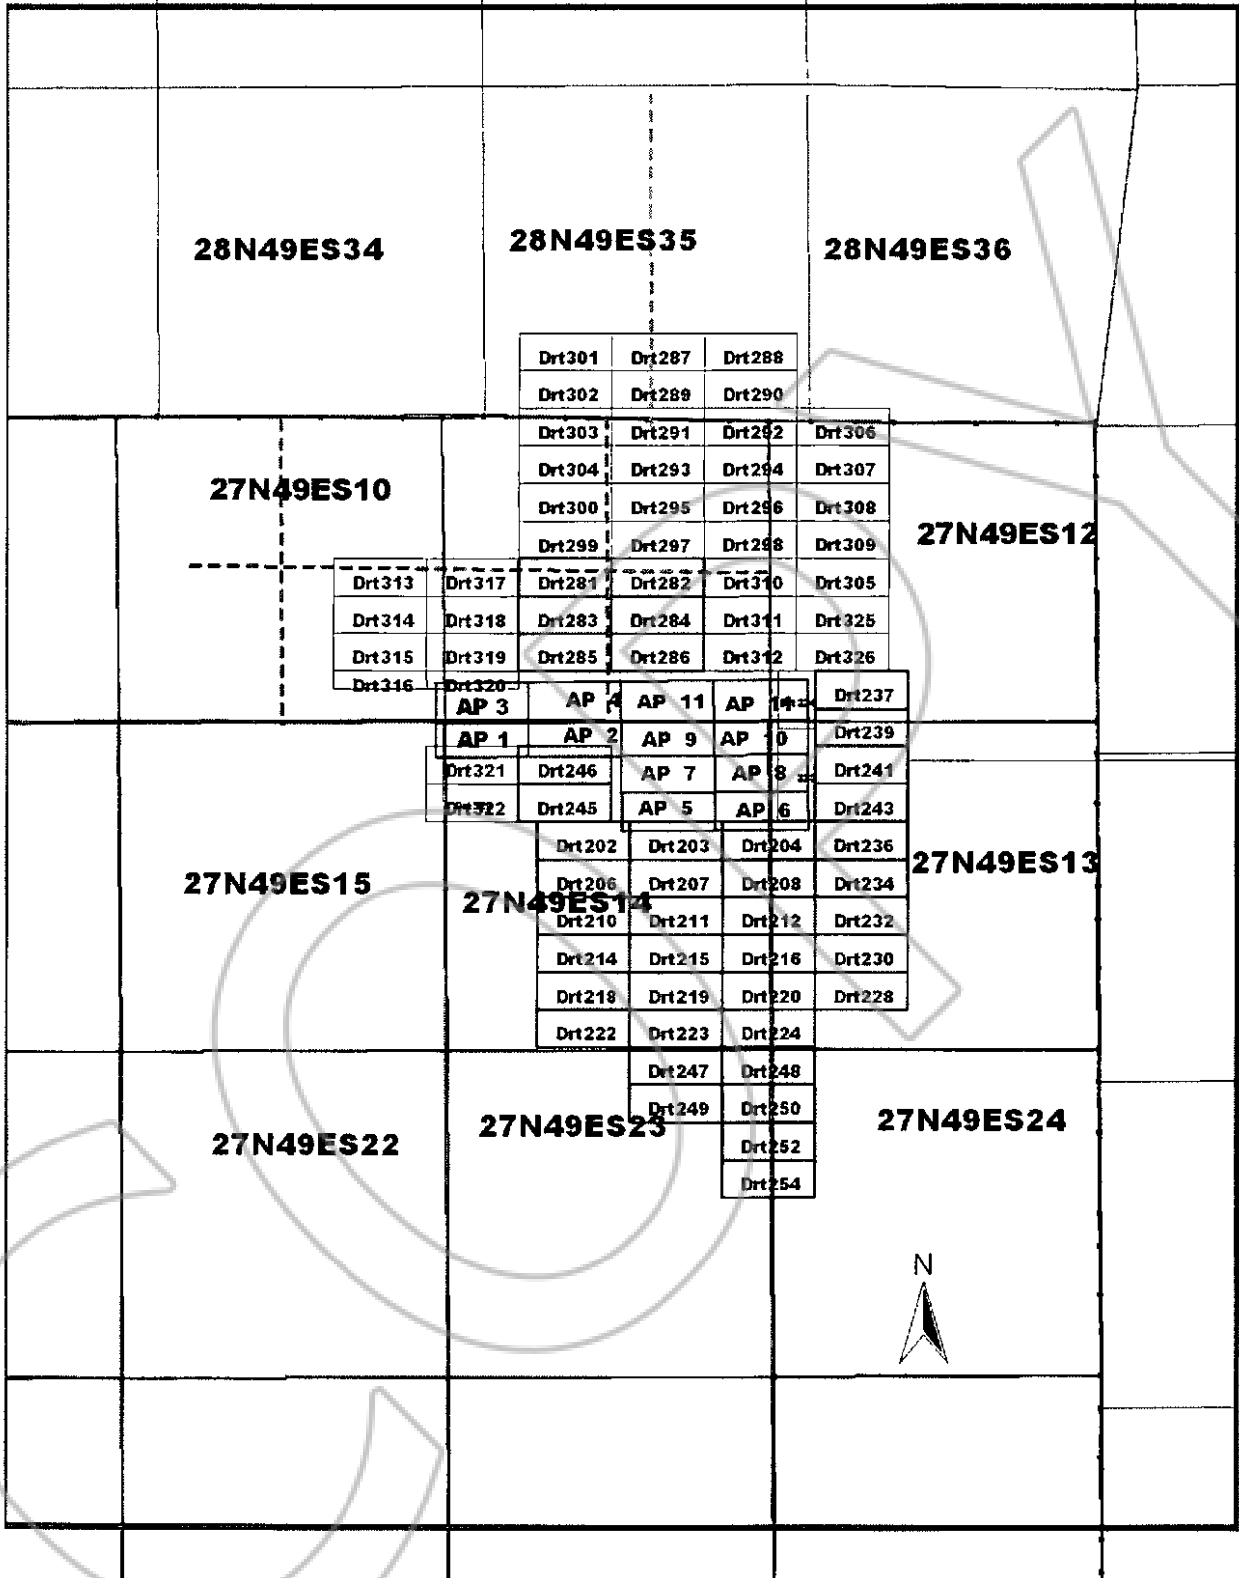 28N49ES34 28N49ES35 28N49ES36
Drt301 Drt287 Drt288
Drt302 Drt289 Drt290
Drt303 Drt291 Drt292 Drt306
Drt304 Drt293 Drt294 Drt307
27N49ES10
Drt300 Drt295 Drt296 Drt308
27N49ES12
Drt299 Drt297 Drt298 Drt309
Drt313 Drt317 Drt281 Drt282 Drt310 Drt305
Drt314 Drt318 Drt283 Drt284 Drt311 Drt325
Drt315 Drt319 Drt285 Drt286 Drt312 Drt326
Drt316 Drt320
AP 3 AP 4 AP 11 AP Drt237
AP 1 AP 2 AP 9 AP 10 Drt239
Drt321 Drt246 AP 7 AP 8 Drt241
Drt322 Drt245 AP 5 AP 6 Drt243
Drt202 Drt203 Drt204 Drt236
27N49ES13
27N49ES15
Drt206 Drt207 Drt208 Drt234
27N49ES14
Drt210 Drt211 Drt212 Drt232
Drt214 Drt215 Drt216 Drt230
Drt218 Drt219 Drt220 Drt228
Drt222 Drt223 Drt224
Drt247 Drt248
Drt249 Drt250
27N49ES22 27N49ES23 27N49ES24
Drt252
Drt254
N
COPY